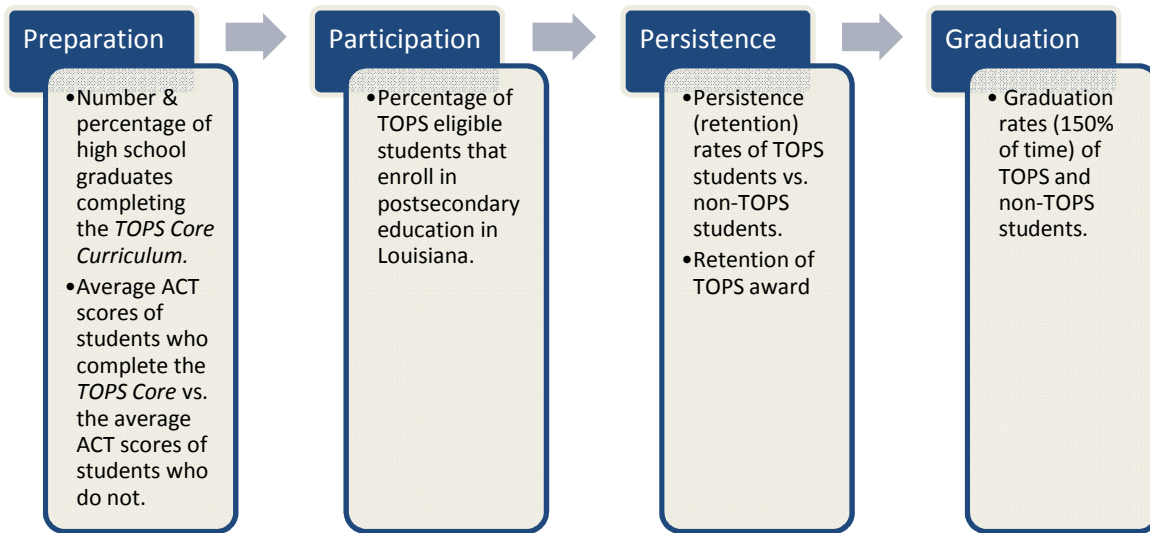 Preparation
•Number &
percentage of
high school
graduates
completing
the TOPS Core
Curriculum.
•Average ACT
scores of
students who
complete the
TOPS Core vs.
the average
ACT scores of
students who
do not.
Participation
•Percentage of
TOPS eligible
students that
enroll in
postsecondary
education in
Louisiana.
Persistence
•Persistence
(retention)
rates of TOPS
students vs.
non-TOPS
students.
•Retention of
TOPS award
Graduation
• Graduation
rates (150%
of time) of
TOPS and
non-TOPS
students.